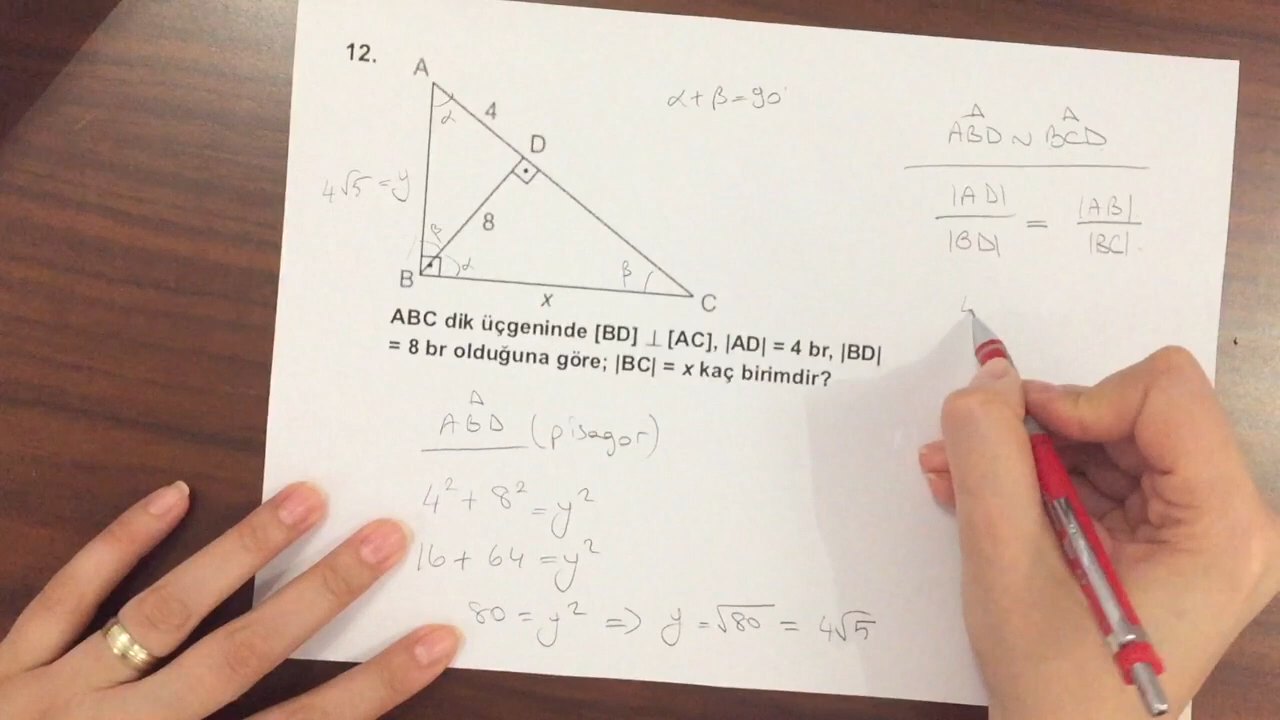 12.
A
4
α
D
α+β=90°
ABD ~ BCD
|AD| / |BD| = |AB| / |BC|
4√5 = y
β
8
B
α
β
x
C
4
ABC dik üçgeninde [BD] ⊥ [AC], |AD| = 4 br, |BD|
= 8 br olduğuna göre; |BC| = x kaç birimdir?
ABD (pisagor)
4² + 8² = y²
16 + 64 = y²
80 = y² => y = √80 = 4√5